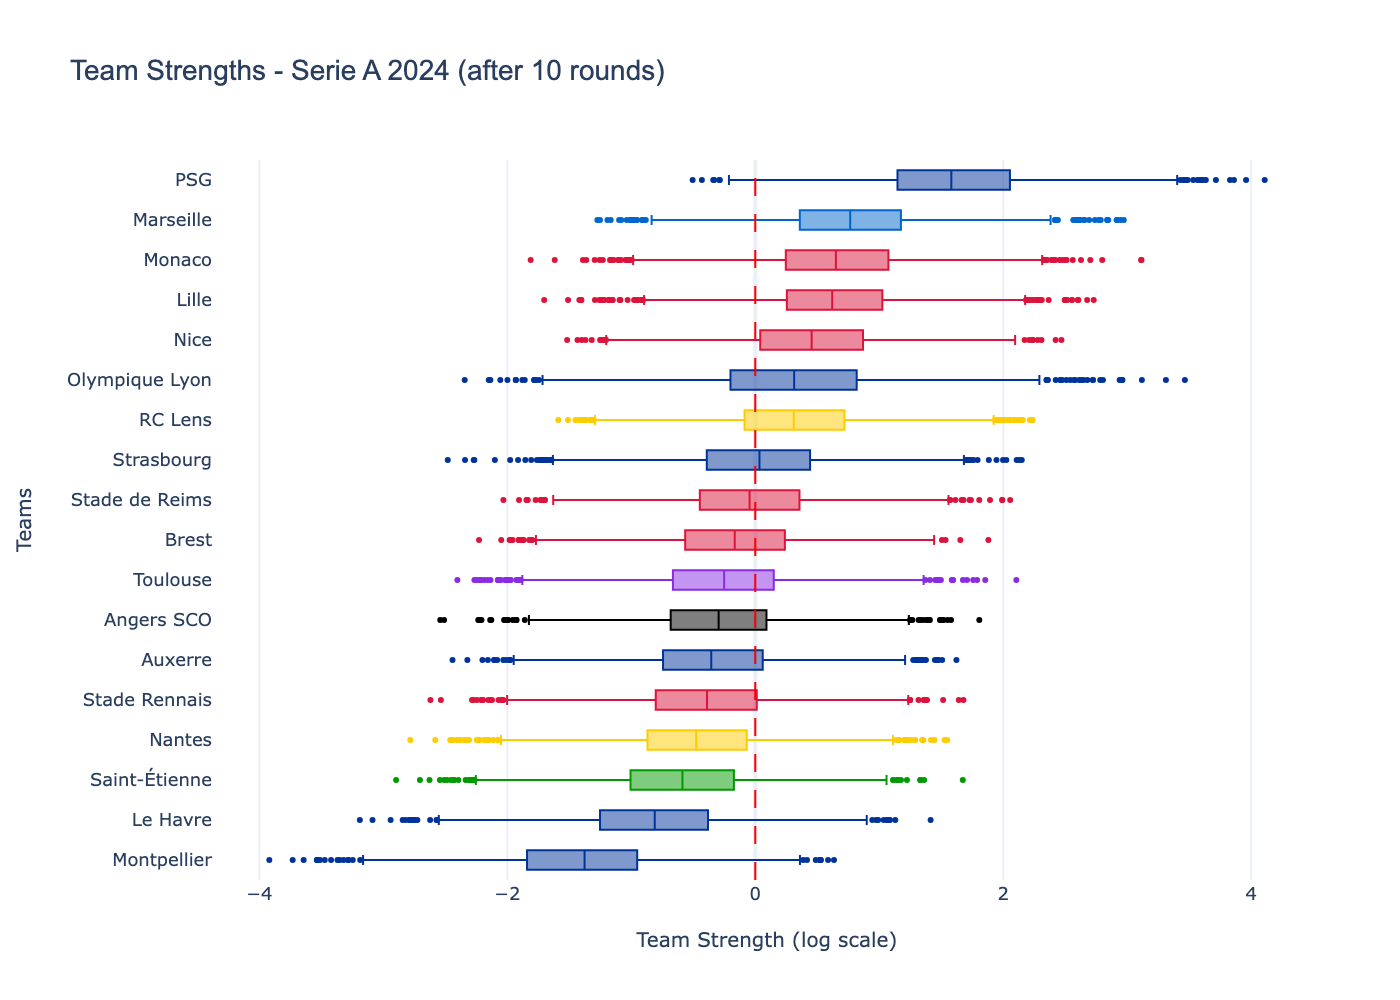 Team Strengths - Serie A 2024 (after 10 rounds)
Teams
PSG
Marseille
Monaco
Lille
Nice
Olympique Lyon
RC Lens
Strasbourg
Stade de Reims
Brest
Toulouse
Angers SCO
Auxerre
Stade Rennais
Nantes
Saint-Étienne
Le Havre
Montpellier
−4 −2 0 2 4
Team Strength (log scale)